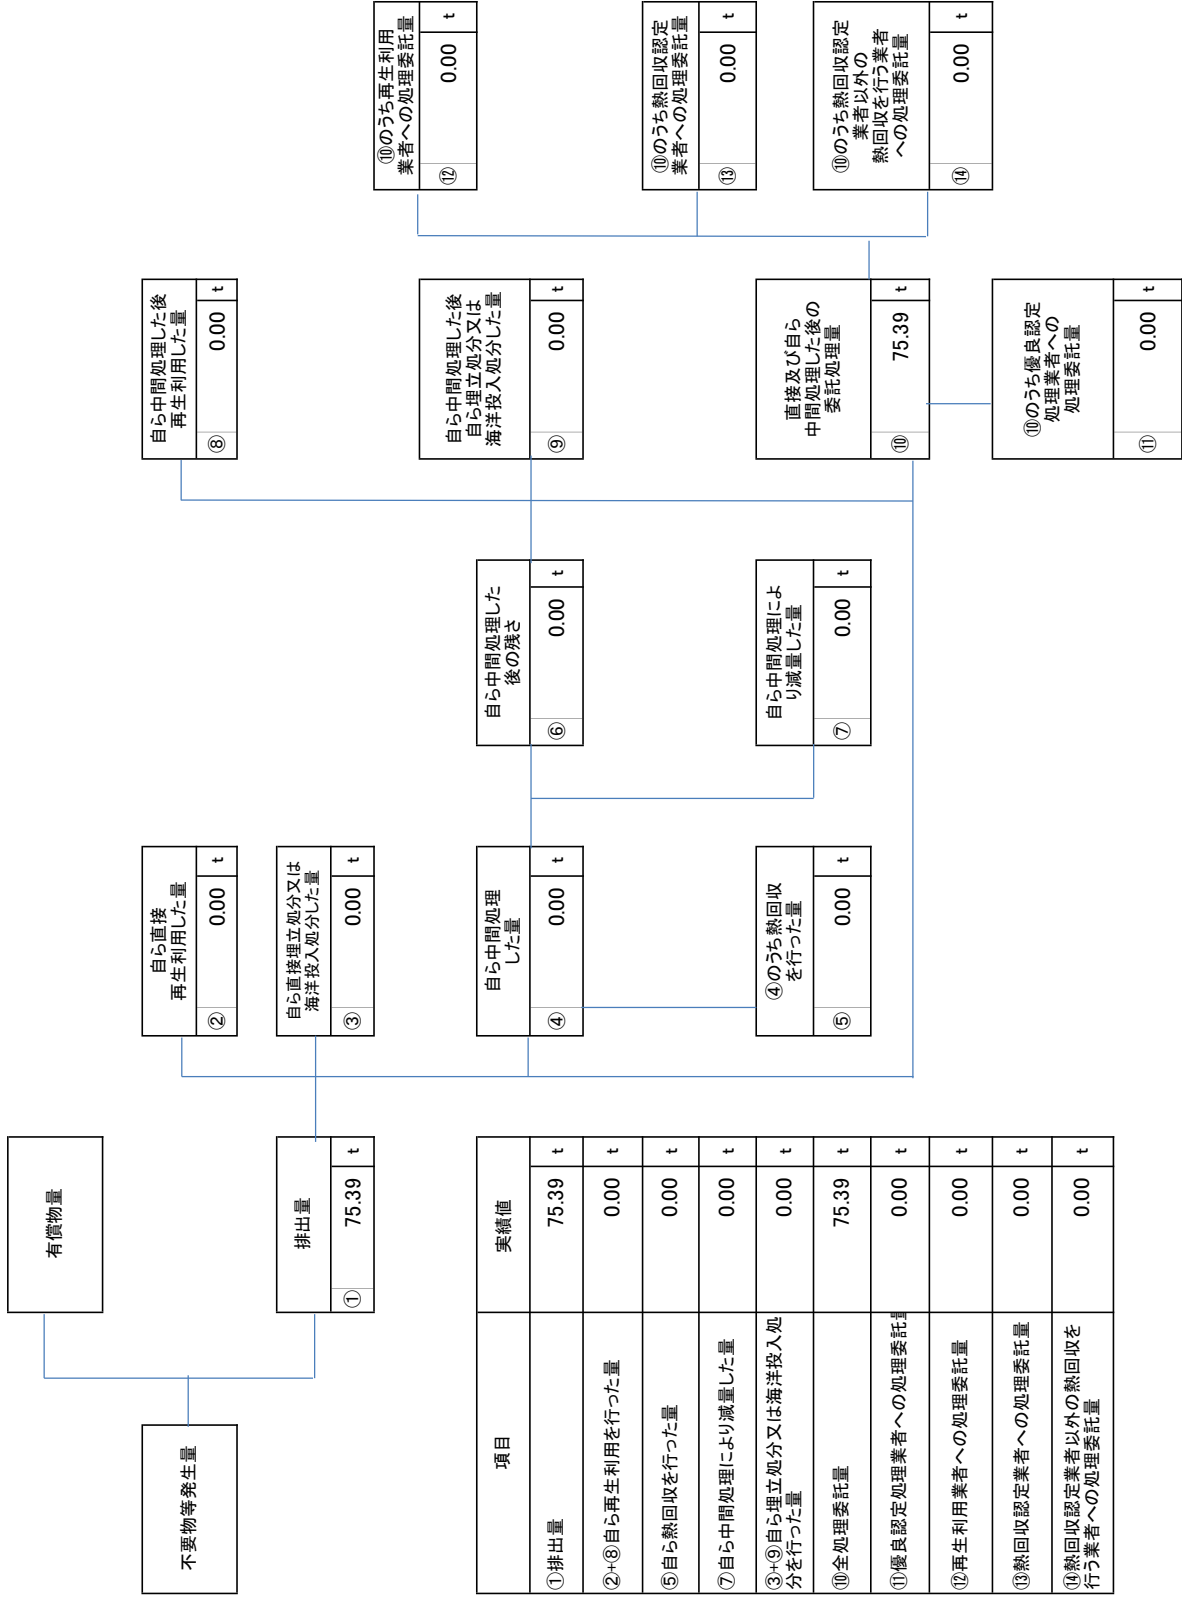 有償物量
不要物等発生量
排出量
① 75.39 t
自ら直接
再生利用した量
② 0.00 t
自ら直接埋立処分又は
海洋投入処分した量
③ 0.00 t
自ら中間処理
した量
④ 0.00 t
④のうち熱回収
を行った量
⑤ 0.00 t
自ら中間処理した
後の残さ
⑥ 0.00 t
自ら中間処理によ
り減量した量
⑦ 0.00 t
自ら中間処理した後
再生利用した量
⑧ 0.00 t
自ら中間処理した後
自ら埋立処分又は
海洋投入処分した量
⑨ 0.00 t
直接及び自ら
中間処理した後の
委託処理量
⑩ 75.39 t
⑩のうち優良認定
処理業者への
処理委託量
⑪ 0.00 t
⑩のうち再生利用
業者への処理委託量
⑫ 0.00 t
⑩のうち熱回収認定
業者への処理委託量
⑬ 0.00 t
⑩のうち熱回収認定
業者以外の
熱回収を行う業者
への処理委託量
⑭ 0.00 t
項目 実績値
①排出量 75.39 t
②+⑧自ら再生利用を行った量 0.00 t
⑤自ら熱回収を行った量 0.00 t
⑦自ら中間処理により減量した量 0.00 t
③+⑨自ら埋立処分又は海洋投入処
分を行った量 0.00 t
⑩全処理委託量 75.39 t
⑪優良認定処理業者への処理委託量 0.00 t
⑫再生利用業者への処理委託量 0.00 t
⑬熱回収認定業者への処理委託量 0.00 t
⑭熱回収認定業者以外の熱回収を
行う業者への処理委託量 0.00 t